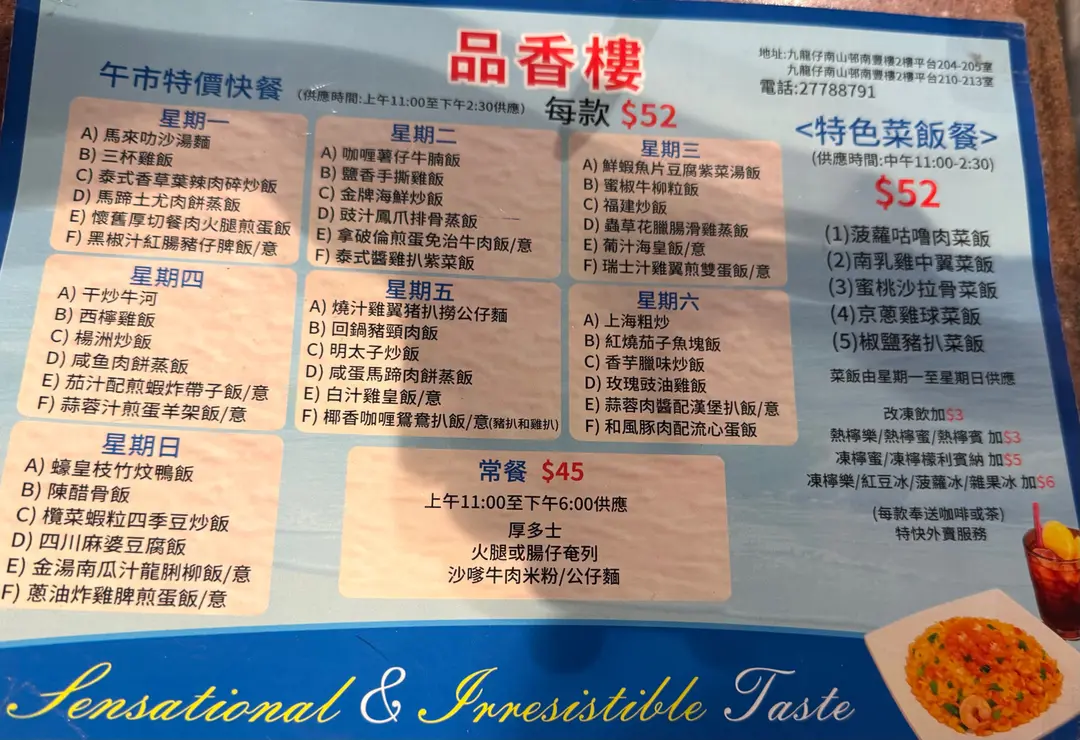 品香樓
地址:九龍仔南山邨南豐樓2樓平台204-205室
九龍仔南山邨南豐樓2樓平台210-213室
電話:27788791
午市特價快餐 (供應時間:上午11:00至下午2:30供應) 每款 $52
星期一
A) 馬來叻沙湯麵
B) 三杯雞飯
C) 泰式香草葉辣肉碎炒飯
D) 馬蹄土尤肉餅蒸飯
E) 懷舊厚切餐肉火腿煎蛋飯
F) 黑椒汁紅腸豬仔脾飯/意
星期二
A) 咖喱薯仔牛腩飯
B) 鹽香手撕雞飯
C) 金牌海鮮炒飯
D) 豉汁鳳爪排骨蒸飯
E) 拿破倫煎蛋免治牛肉飯/意
F) 泰式醬雞扒紫菜飯
星期三
A) 鮮蝦魚片豆腐紫菜湯飯
B) 蜜椒牛柳粒飯
C) 福建炒飯
D) 蟲草花臘腸滑雞蒸飯
E) 葡汁海皇飯/意
F) 瑞士汁雞翼煎雙蛋飯/意
星期四
A) 干炒牛河
B) 西檸雞飯
C) 楊洲炒飯
D) 咸鱼肉餅蒸飯
E) 茄汁配煎蝦炸帶子飯/意
F) 蒜蓉汁煎蛋羊架飯/意
星期五
A) 燒汁雞翼豬扒撈公仔麵
B) 回鍋豬頸肉飯
C) 明太子炒飯
D) 咸蛋馬蹄肉餅蒸飯
E) 白汁雞皇飯/意
F) 椰香咖喱鴛鴦扒飯/意(豬扒和雞扒)
星期六
A) 上海粗炒
B) 紅燒茄子魚塊飯
C) 香芋臘味炒飯
D) 玫瑰豉油雞飯
E) 蒜蓉肉醬配漢堡扒飯/意
F) 和風豚肉配流心蛋飯
星期日
A) 蠔皇枝竹炆鴨飯
B) 陳醋骨飯
C) 欖菜蝦粒四季豆炒飯
D) 四川麻婆豆腐飯
E) 金湯南瓜汁龍脷柳飯/意
F) 蔥油炸雞脾煎蛋飯/意
常餐 $45
上午11:00至下午6:00供應
厚多士
火腿或腸仔奄列
沙嗲牛肉米粉/公仔麵
<特色菜飯餐>
(供應時間:中午11:00-2:30)
$52
(1)菠蘿咕嚕肉菜飯
(2)南乳雞中翼菜飯
(3)蜜桃沙拉骨菜飯
(4)京蔥雞球菜飯
(5)椒鹽豬扒菜飯
菜飯由星期一至星期日供應
改凍飲加$3
熱檸樂/熱檸蜜/熱檸賓 加$3
凍檸蜜/凍檸檬利賓納 加$5
凍檸樂/紅豆冰/菠蘿冰/雜果冰 加$6
(每款奉送咖啡或茶)
特快外賣服務
Sensational & Irresistible Taste